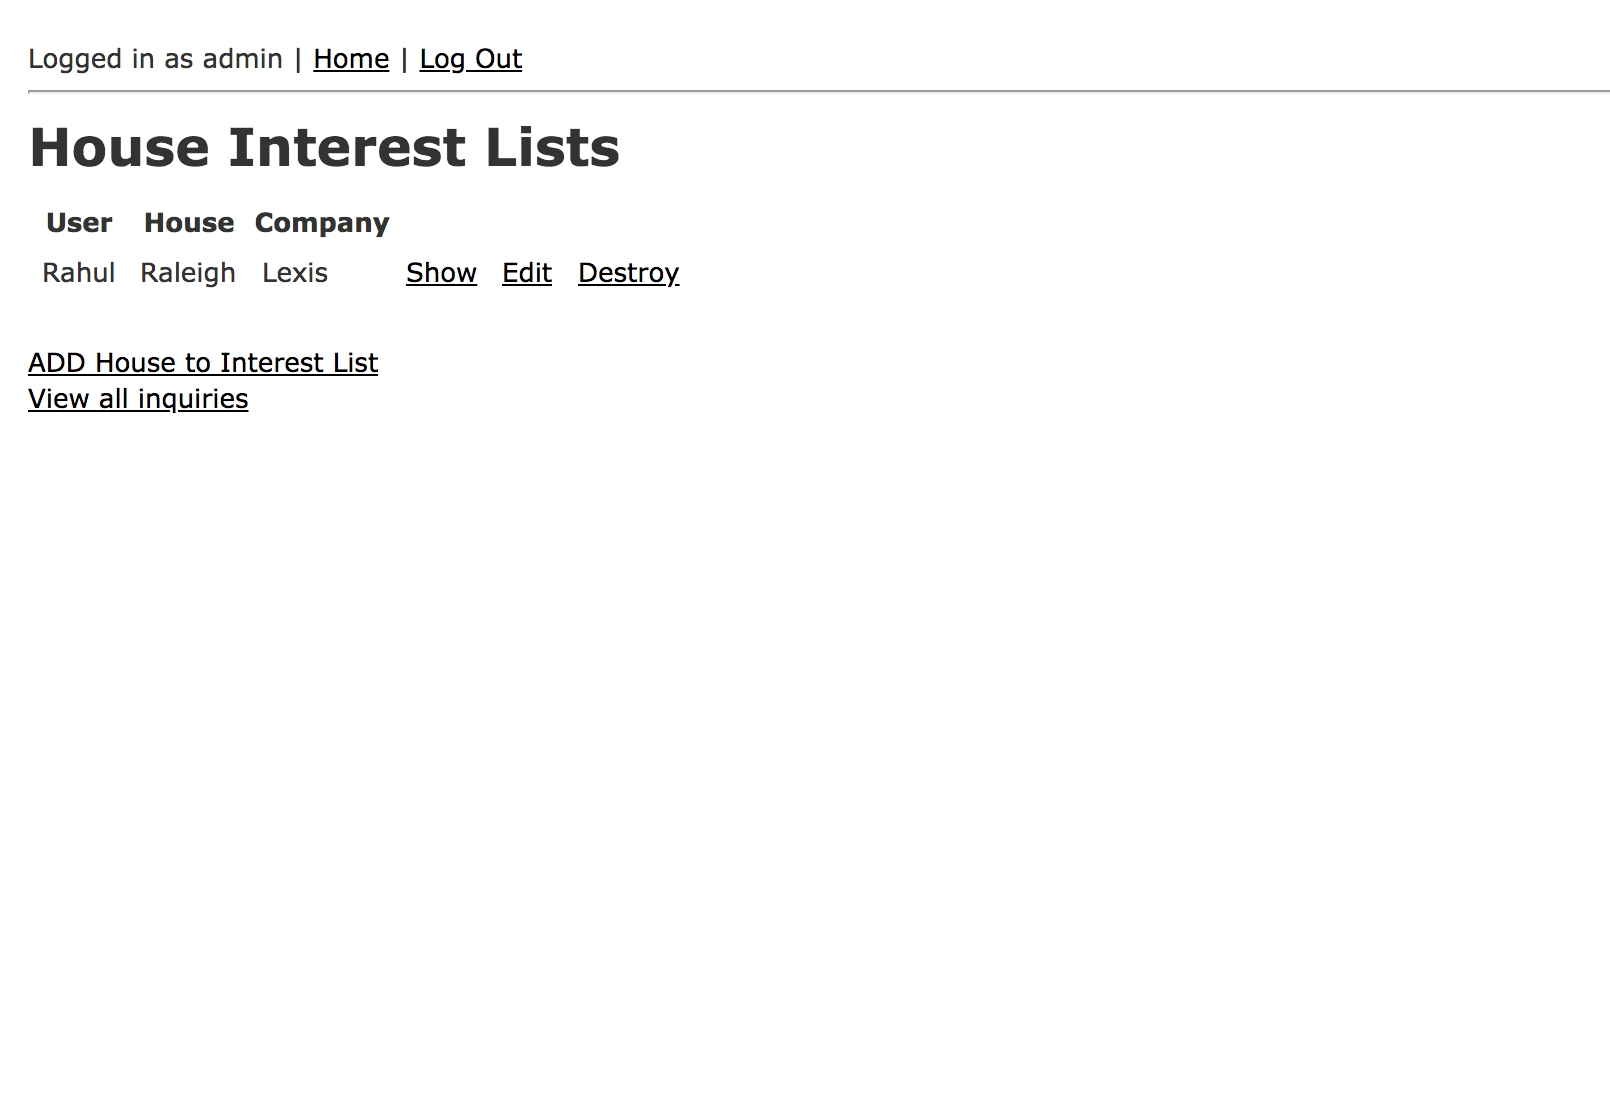 Logged in as admin | Home | Log Out
House Interest Lists
User House Company
Rahul Raleigh Lexis Show Edit Destroy
ADD House to Interest List
View all inquiries